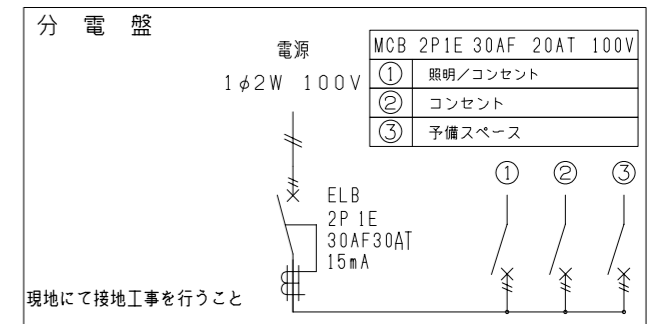 分電盤
電源
1φ2W 100V
MCB 2P1E 30AF 20AT 100V
① 照明／コンセント
② コンセント
③ 予備スペース
① ② ③
ELB
2P1E
30AF30AT
15mA
現地にて接地工事を行うこと